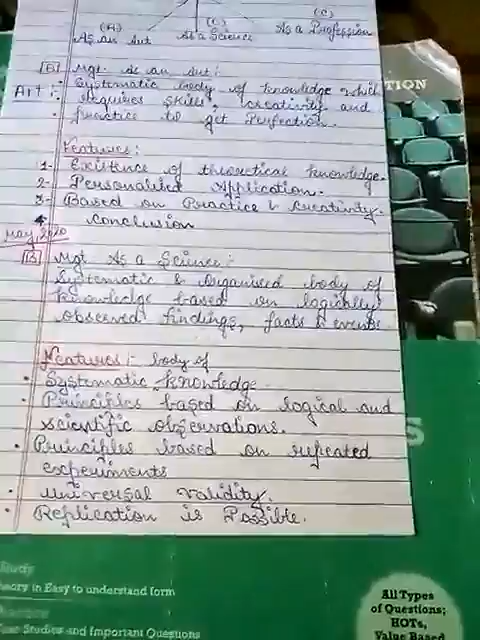 (A) (B) (C)
As an Art As a Science As a Profession
[A] Mgt. As an Art:
Art :- Systematic body of knowledge which
requires skills, creativity and
practice to get Perfection.
Features:
1- Existence of theoretical knowledge.
2- Personalised Application.
3- Based on Practice & creativity.
4- Conclusion
May, 2020
[B] Mgt As a Science:
Systematic & Organised body of
knowledge based on logically
observed findings, facts & events
Features:- body of
• Systematic knowledge
• Principles based on logical and
scientific observations.
• Principles based on repeated
experiments
• universal validity.
• Replication is Possible.
TION
S
Study
Theory in Easy to understand form
Case Studies and Important Questions
All Types
of Questions;
HOTs,
Value Based